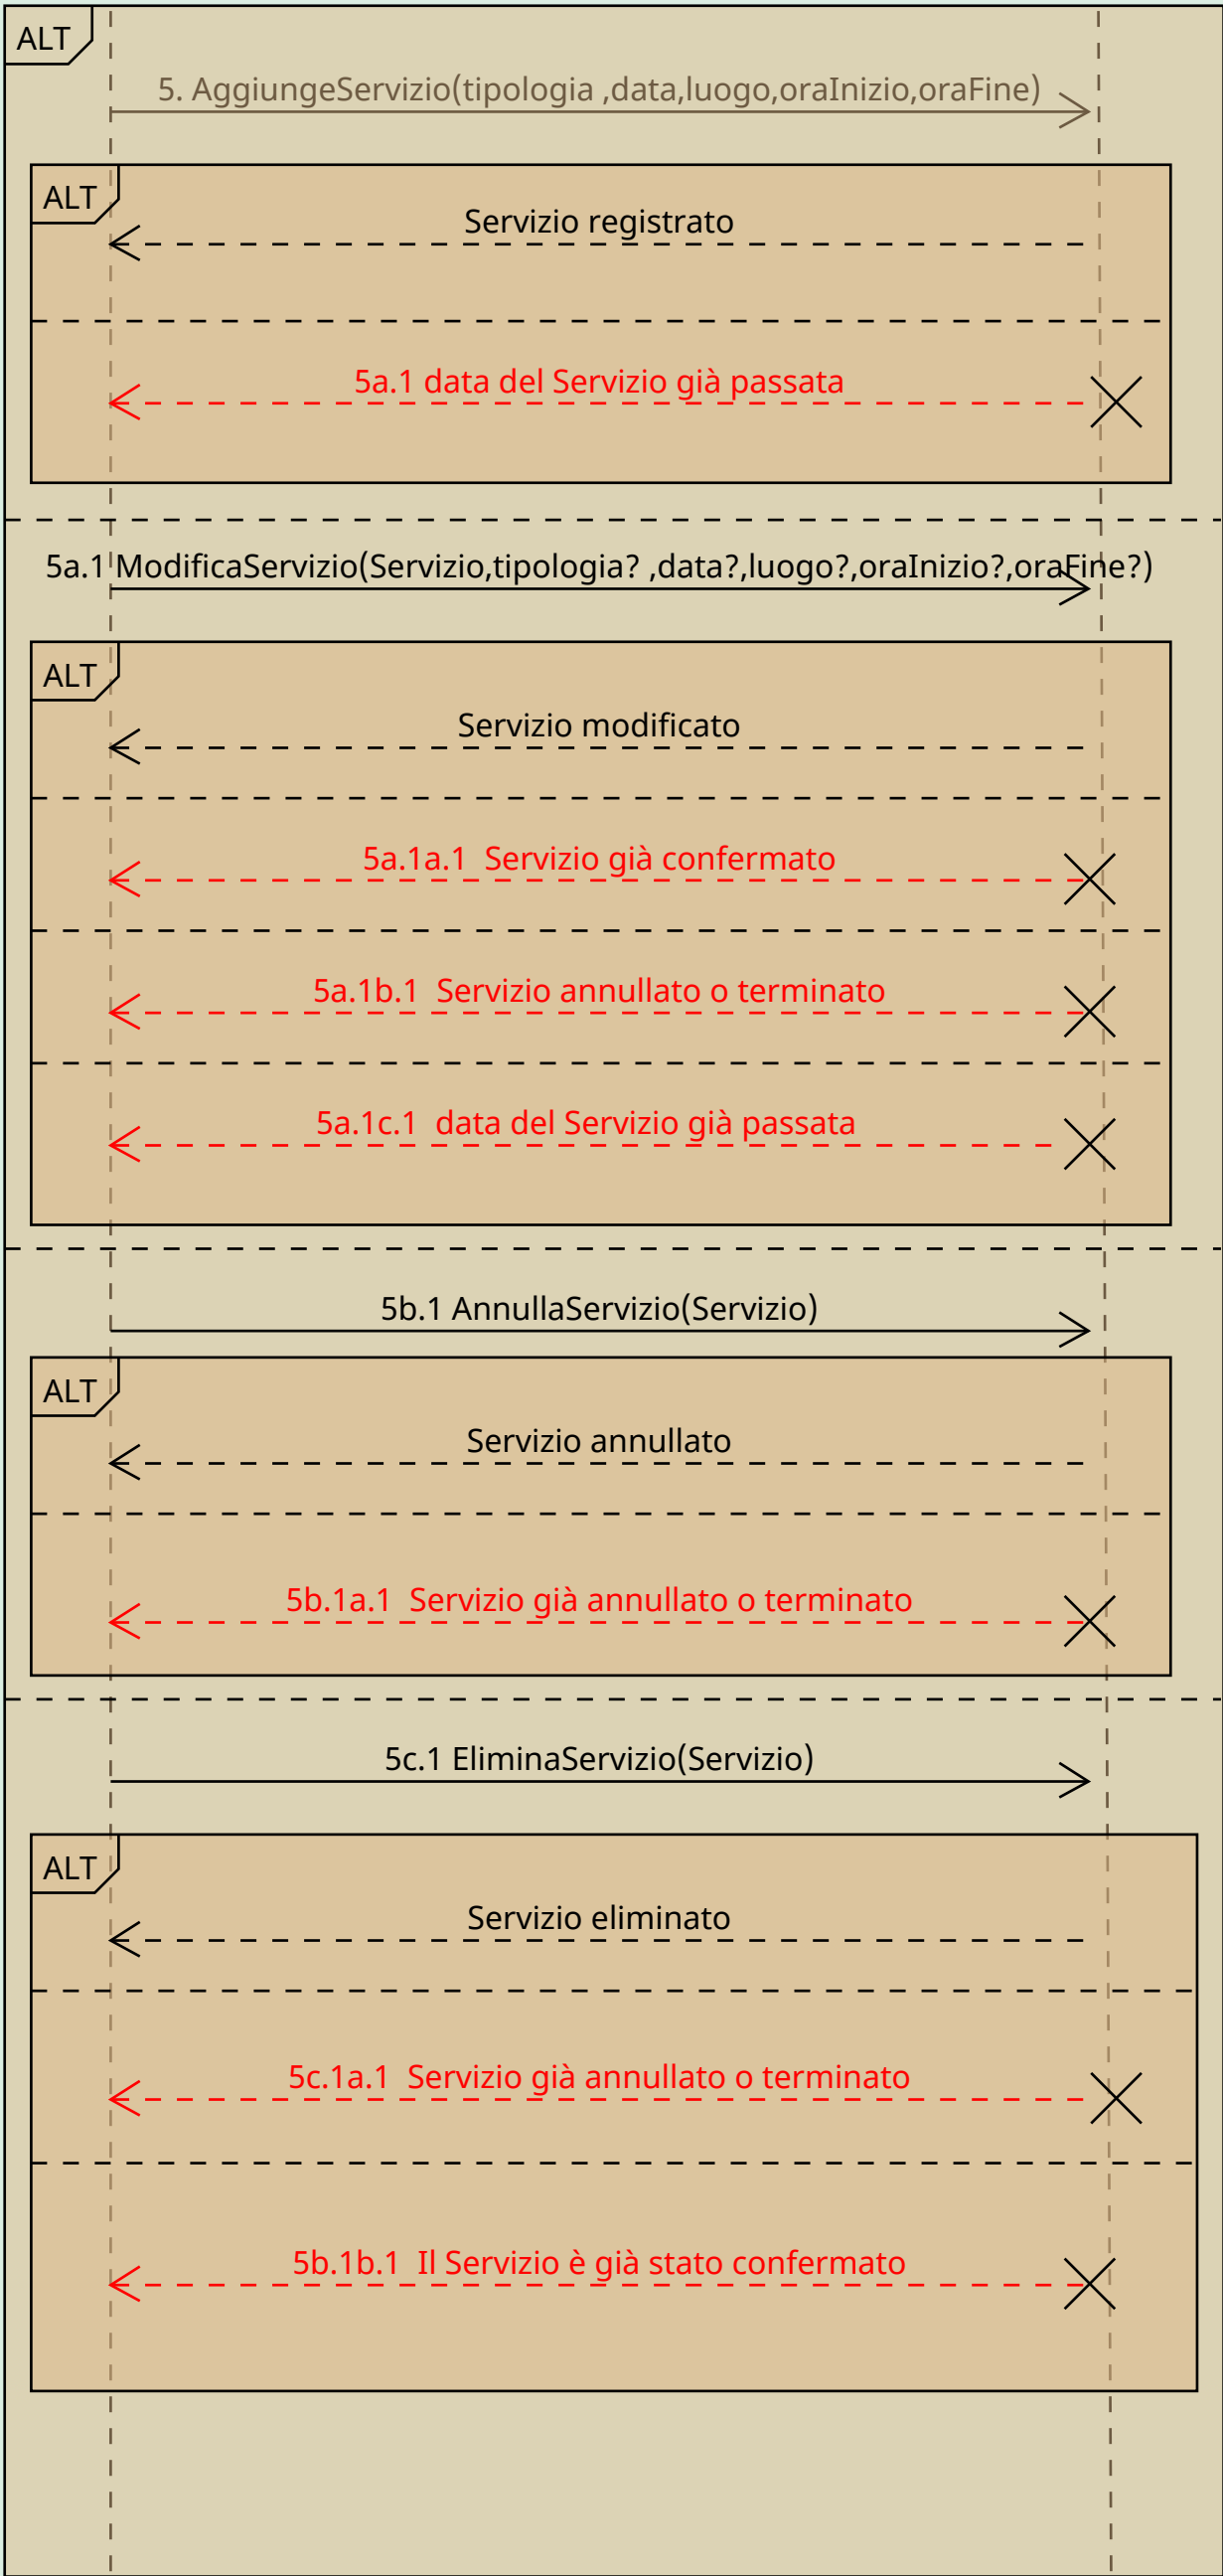 ALT
5. AggiungeServizio(tipologia ,data,luogo,oraInizio,oraFine)
ALT
Servizio registrato
5a.1 data del Servizio già passata
5a.1 ModificaServizio(Servizio,tipologia? ,data?,luogo?,oraInizio?,oraFine?)
ALT
Servizio modificato
5a.1a.1  Servizio già confermato
5a.1b.1  Servizio annullato o terminato
5a.1c.1  data del Servizio già passata
5b.1 AnnullaServizio(Servizio)
ALT
Servizio annullato
5b.1a.1  Servizio già annullato o terminato
5c.1 EliminaServizio(Servizio)
ALT
Servizio eliminato
5c.1a.1  Servizio già annullato o terminato
5b.1b.1  Il Servizio è già stato confermato